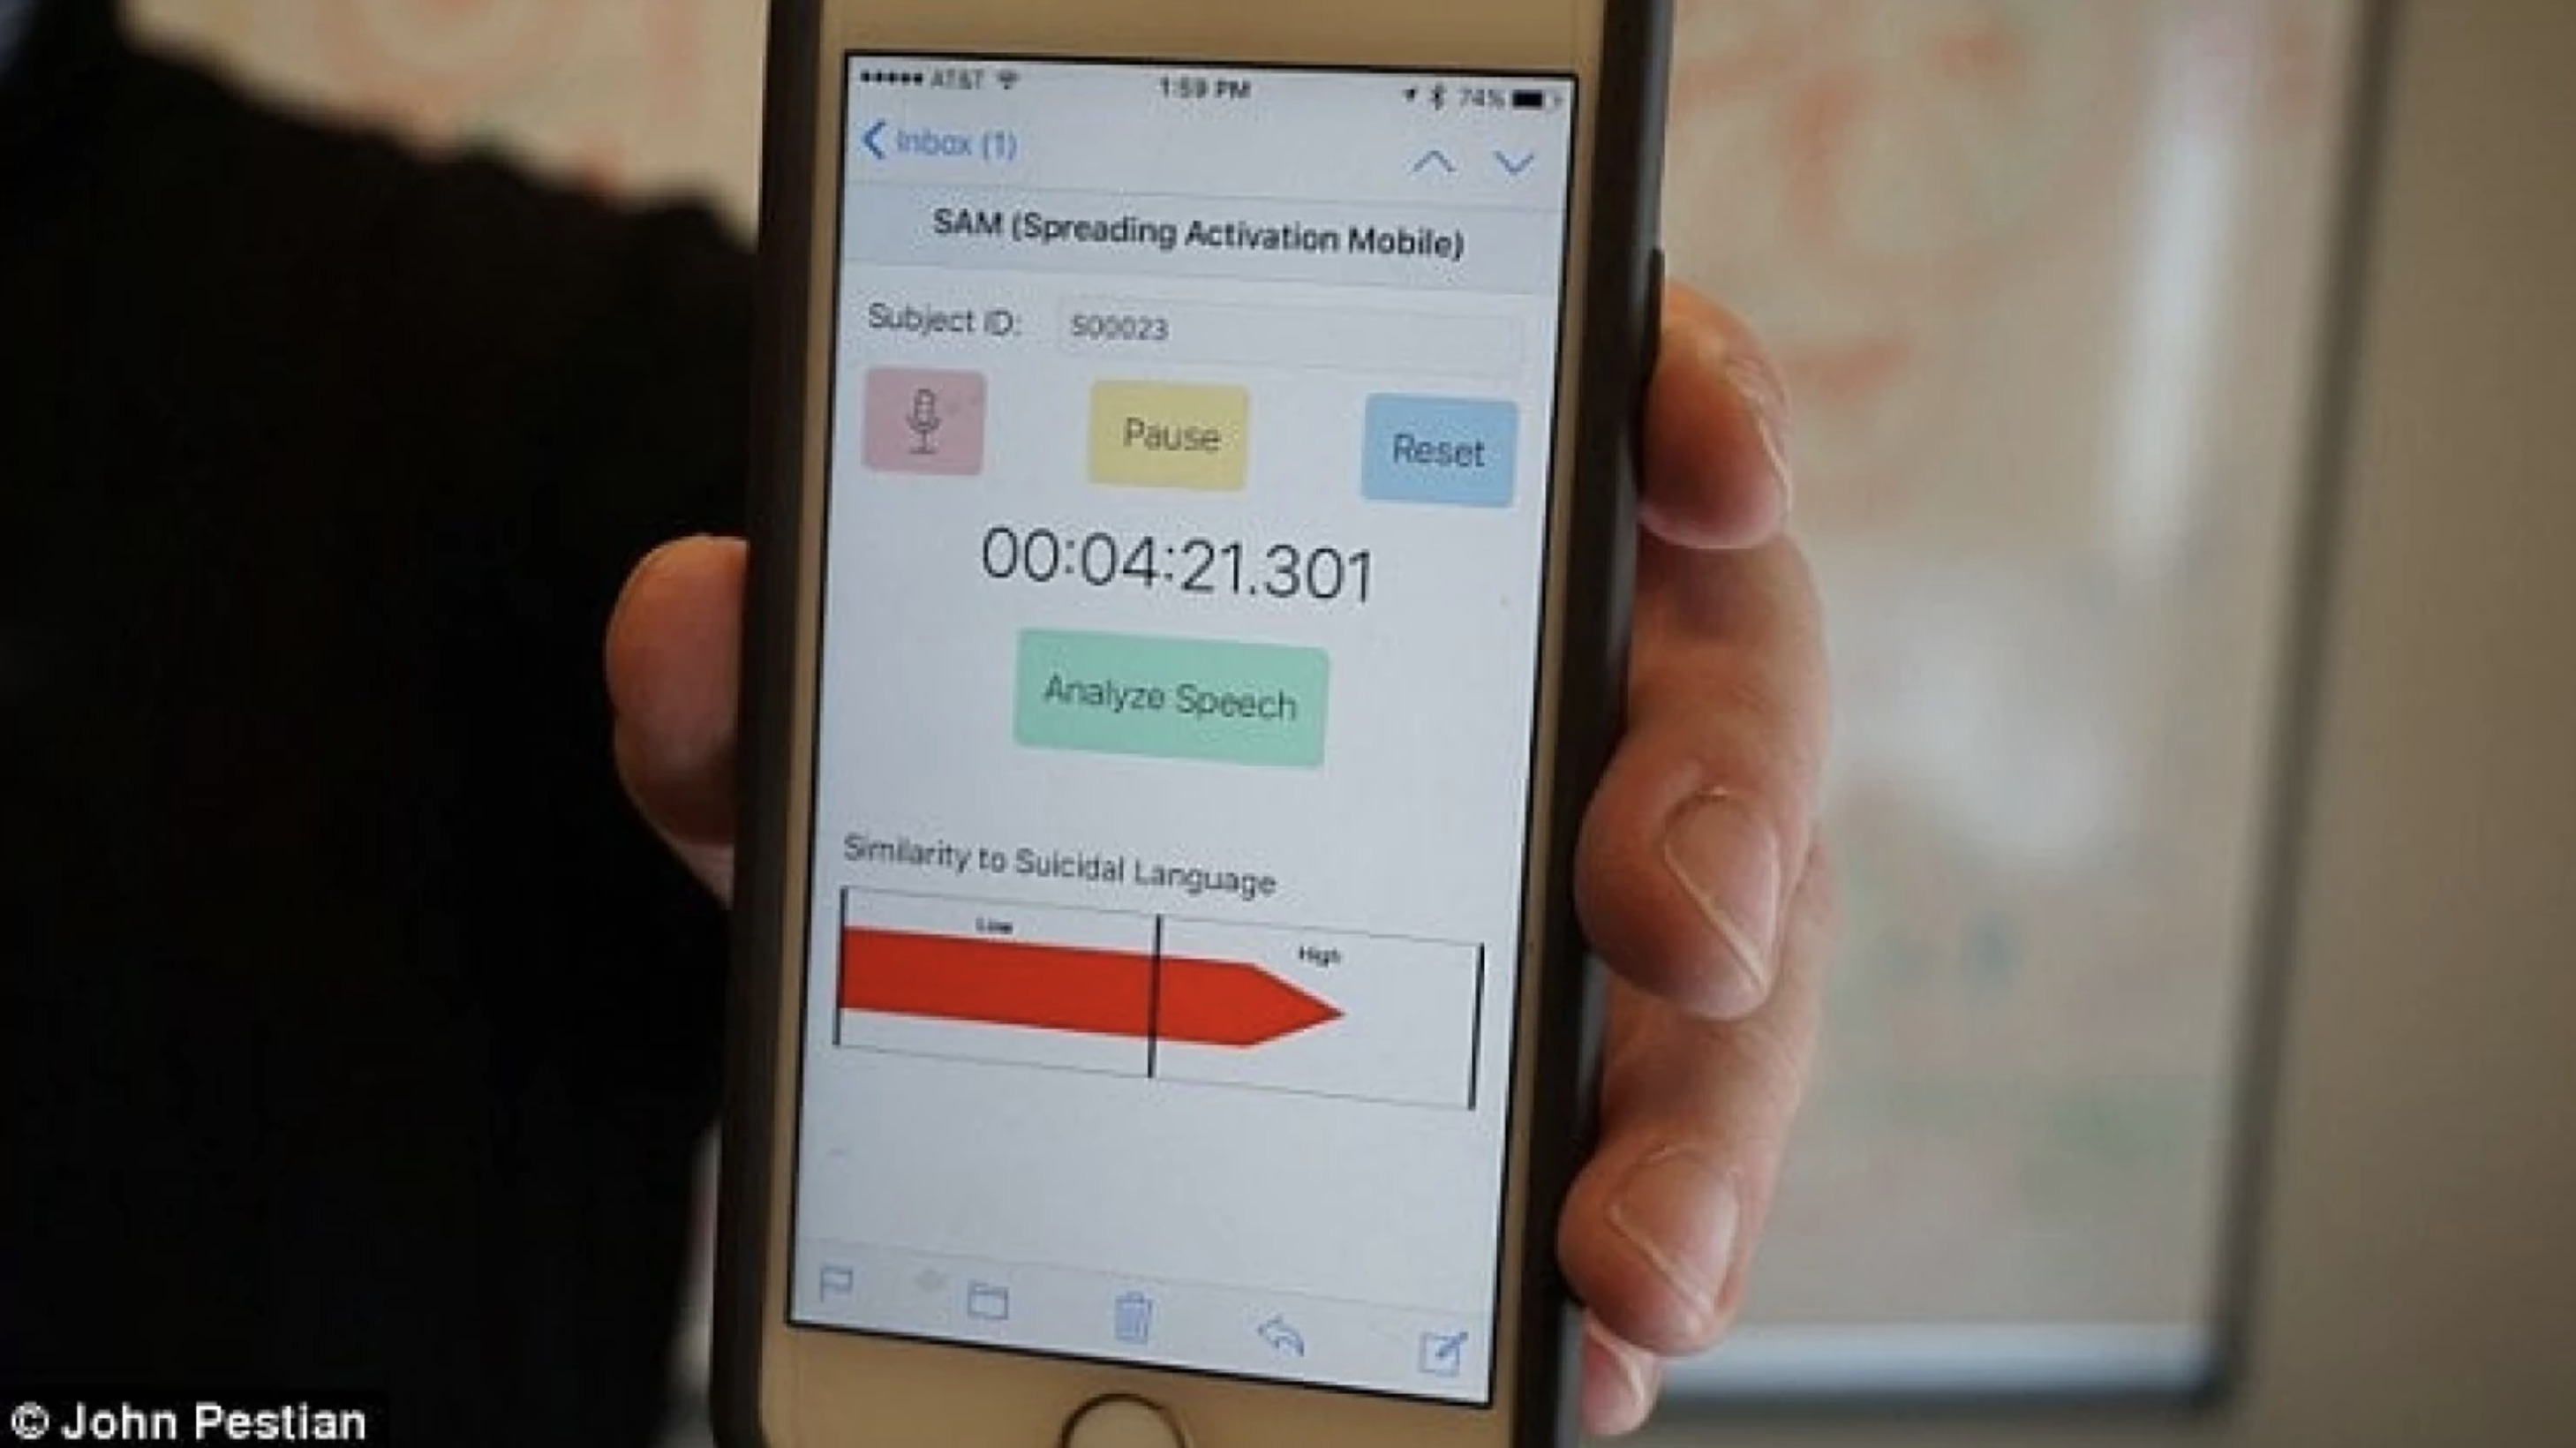 ●●●●● AT&T 1:59 PM 74%
Inbox (1)
SAM (Spreading Activation Mobile)
Subject ID: S00023
Pause Reset
00:04:21.301
Analyze Speech
Similarity to Suicidal Language
Low High
© John Pestian